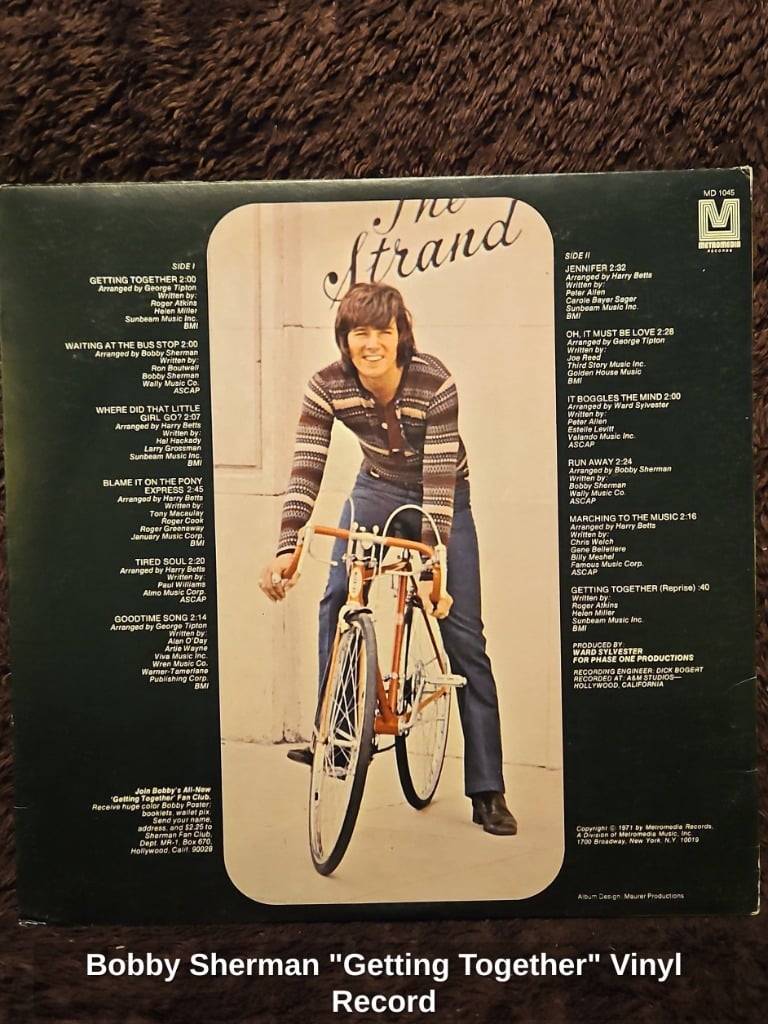 The
Strand
MD 1045
METROMEDIA
RECORDS
SIDE I
GETTING TOGETHER 2:00
Arranged by George Tipton
Written by:
Roger Atkins
Helen Miller
Sunbeam Music Inc.
BMI
WAITING AT THE BUS STOP 2:00
Arranged by Bobby Sherman
Written by:
Ron Boutwell
Bobby Sherman
Wally Music Co.
ASCAP
WHERE DID THAT LITTLE
GIRL GO? 2:07
Arranged by Harry Betts
Written by:
Hal Hackady
Larry Grossman
Sunbeam Music Inc.
BMI
BLAME IT ON THE PONY
EXPRESS 2:45
Arranged by Harry Betts
Written by:
Tony Macaulay
Roger Cook
Roger Greenaway
January Music Corp.
BMI
TIRED SOUL 2:20
Arranged by Harry Betts
Written by:
Paul Williams
Almo Music Corp.
ASCAP
GOODTIME SONG 2:14
Arranged by George Tipton
Written by:
Alan O'Day
Artie Wayne
Viva Music Inc.
Wren Music Co.
Warner-Tamerlane
Publishing Corp.
BMI
Join Bobby's All-New
'Getting Together' Fan Club.
Receive huge color Bobby Poster,
booklets, wallet pix.
Send your name,
address, and $2.25 to
Sherman Fan Club,
Dept. MR-1, Box 670,
Hollywood, Calif. 90028
SIDE II
JENNIFER 2:32
Arranged by Harry Betts
Written by:
Peter Allen
Carole Bayer Sager
Sunbeam Music Inc.
BMI
OH, IT MUST BE LOVE 2:28
Arranged by George Tipton
Written by:
Joe Reed
Third Story Music Inc.
Golden House Music
BMI
IT BOGGLES THE MIND 2:00
Arranged by Ward Sylvester
Written by:
Peter Allen
Estelle Levitt
Valando Music Inc.
ASCAP
RUN AWAY 2:24
Arranged by Bobby Sherman
Written by:
Bobby Sherman
Wally Music Co.
ASCAP
MARCHING TO THE MUSIC 2:16
Arranged by Harry Betts
Written by:
Chris Welch
Gene Belletiere
Billy Meshel
Famous Music Corp.
ASCAP
GETTING TOGETHER (Reprise) :40
Written by:
Roger Atkins
Helen Miller
Sunbeam Music Inc.
BMI
PRODUCED BY:
WARD SYLVESTER
FOR PHASE ONE PRODUCTIONS
RECORDING ENGINEER: DICK BOGERT
RECORDED AT: A&M STUDIOS—
HOLLYWOOD, CALIFORNIA
Copyright © 1971 by Metromedia Records,
A Division of Metromedia Music, Inc.
1700 Broadway, New York, N.Y. 10019
Album Design: Maurer Productions
Bobby Sherman "Getting Together" Vinyl
Record